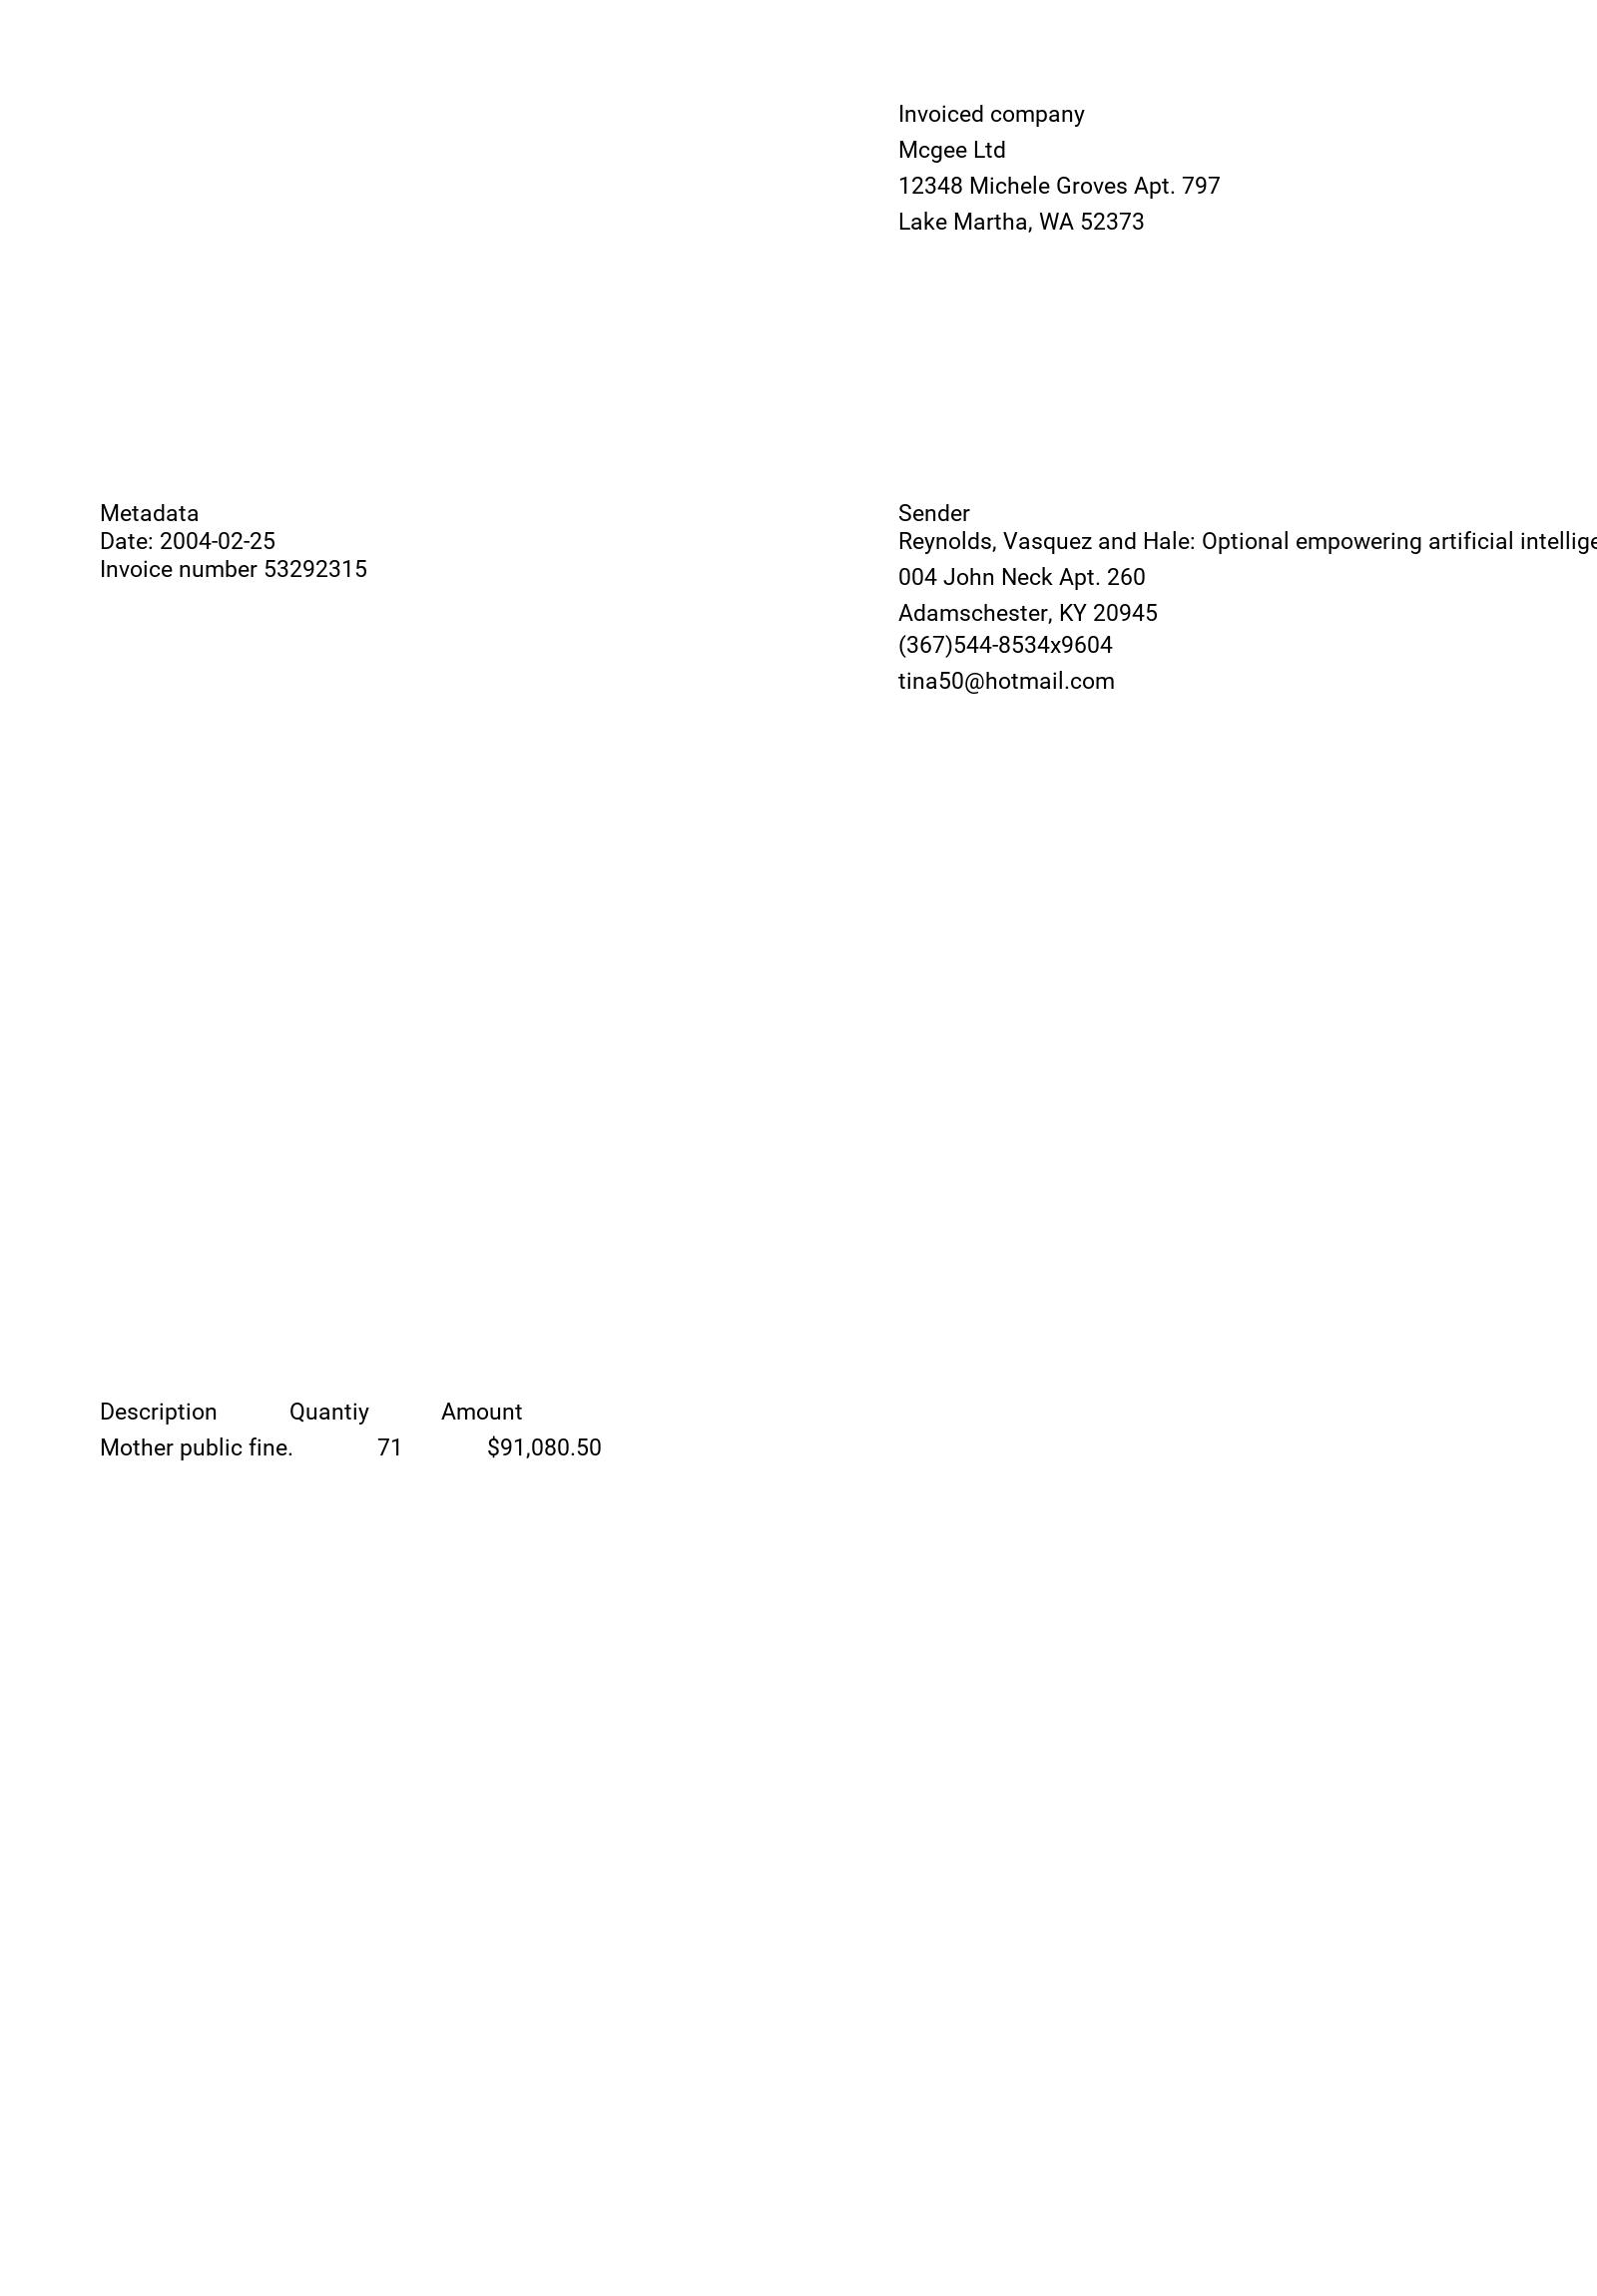 Invoiced company
Mcgee Ltd
12348 Michele Groves Apt. 797
Lake Martha, WA 52373
Metadata
Date: 2004-02-25
Invoice number 53292315
Sender
Reynolds, Vasquez and Hale: Optional empowering artificial intellige
004 John Neck Apt. 260
Adamschester, KY 20945
(367)544-8534x9604
tina50@hotmail.com
Description Quantiy Amount
Mother public fine. 71 $91,080.50